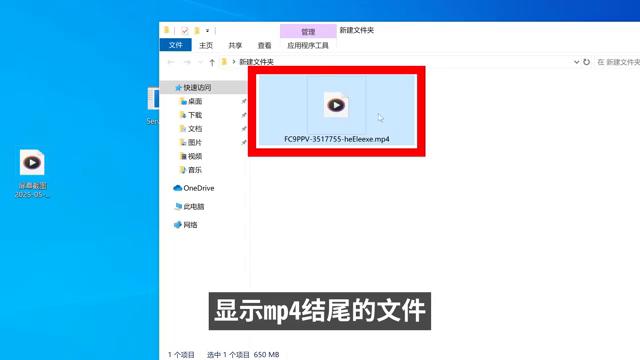 管理
新建文件夹
文件
主页
共享
查看
应用程序工具
新建文件夹
在 新建文件夹
快速访问
桌面
下载
文档
图片
视频
音乐
OneDrive
此电脑
网络
FC9PPV-3517755-heEleexe.mp4
屏幕截图
2025-05-...
显示mp4结尾的文件
1 个项目
选中 1 个项目 650 MB